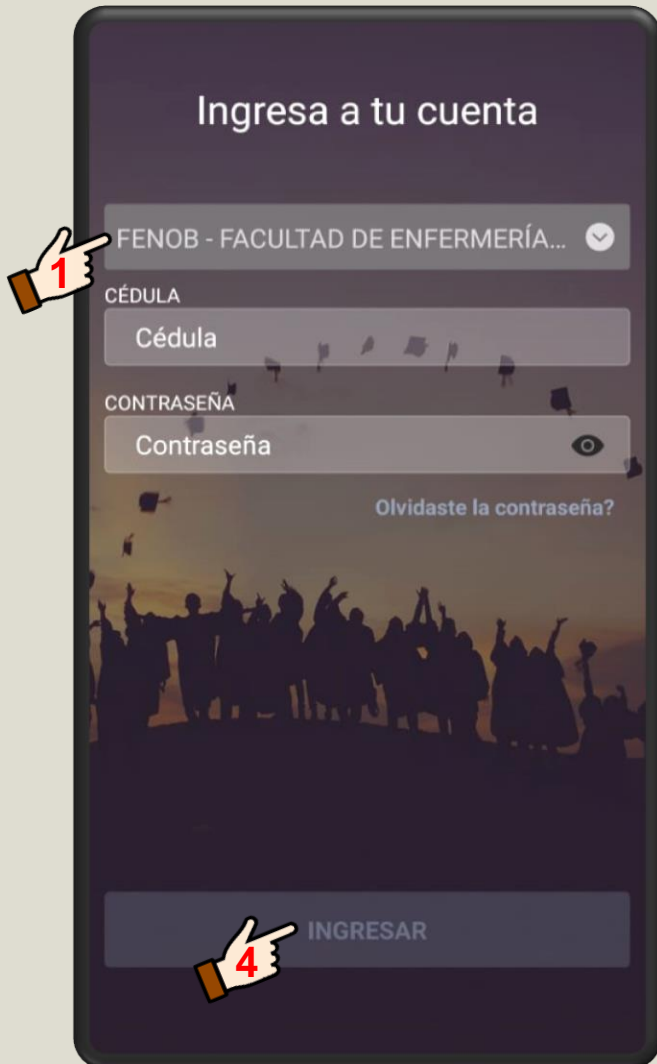 Ingresa a tu cuenta
1
FENOB - FACULTAD DE ENFERMERÍA...
CÉDULA
Cédula
CONTRASEÑA
Contraseña
Olvidaste la contraseña?
INGRESAR
4